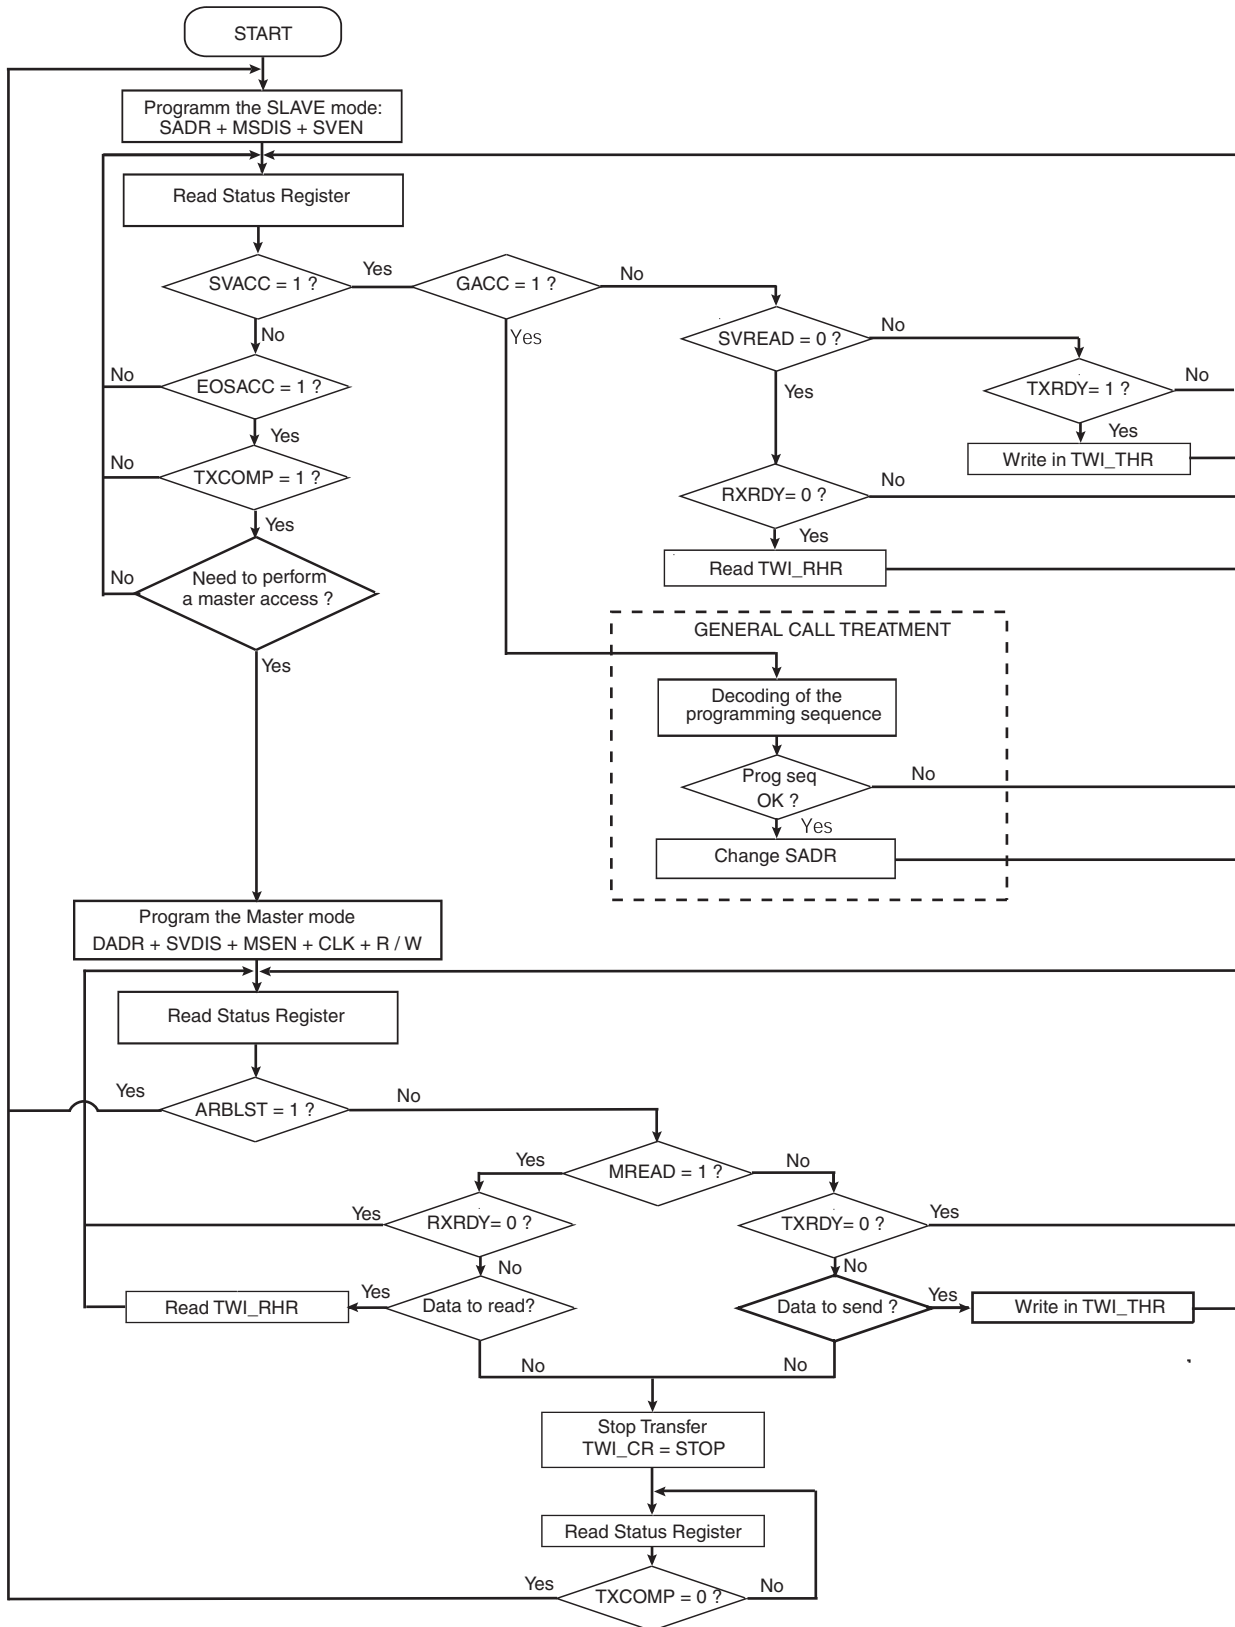 START
Programm the SLAVE mode:
SADR + MSDIS + SVEN
Read Status Register
SVACC = 1 ?
Yes
GACC = 1 ?
No
No
Yes
SVREAD = 0 ?
No
No
EOSACC = 1 ?
Yes
TXRDY= 1 ?
No
Yes
Yes
Write in TWI_THR
No
TXCOMP = 1 ?
RXRDY= 0 ?
No
Yes
Yes
Read TWI_RHR
No
Need to perform
a master access ?
GENERAL CALL TREATMENT
Yes
Decoding of the
programming sequence
Prog seq
OK ?
No
Yes
Change SADR
Program the Master mode
DADR + SVDIS + MSEN + CLK + R / W
Read Status Register
Yes
ARBLST = 1 ?
No
Yes
MREAD = 1 ?
No
Yes
RXRDY= 0 ?
TXRDY= 0 ?
Yes
No
No
Read TWI_RHR
Yes
Data to read?
Data to send ?
Yes
Write in TWI_THR
No
No
Stop Transfer
TWI_CR = STOP
Read Status Register
Yes
TXCOMP = 0 ?
No